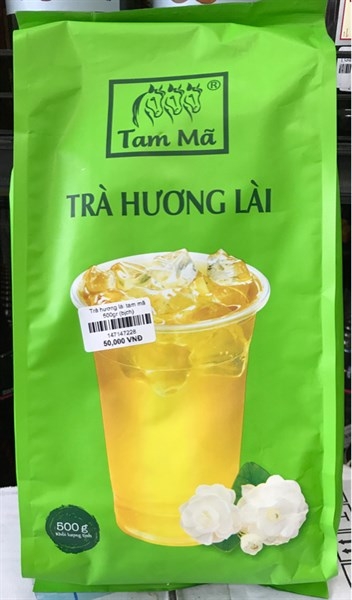 ®
Tam Mã
TRÀ HƯƠNG LÀI
Trà hương lài tam mã
500gr (bịch)
147147226
50,000 VNĐ
500 g
Khối lượng tịnh